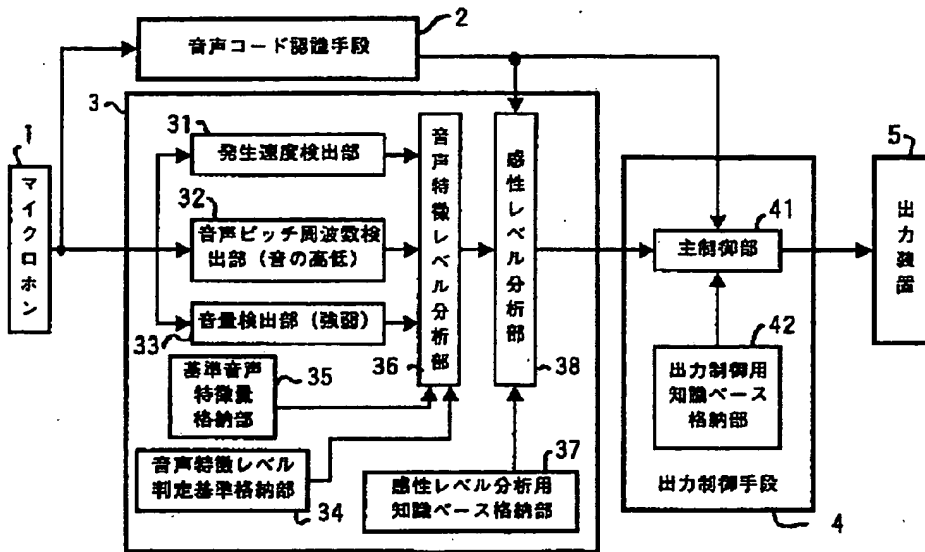 2
音声コード認識手段
3
31
発生速度検出部
32
音声ピッチ周波数検
出部（音の高低）
音量検出部（強弱）
33
基準音声
特徴量
格納部
35
音声特徴レベル
判定基準格納部
34
音声特徴レベル分析部
36
感性レベル分析部
38
37
感性レベル分析用
知識ベース格納部
1
マイクロホン
41
主制御部
42
出力制御用
知識ベース
格納部
出力制御手段
4
5
出力装置